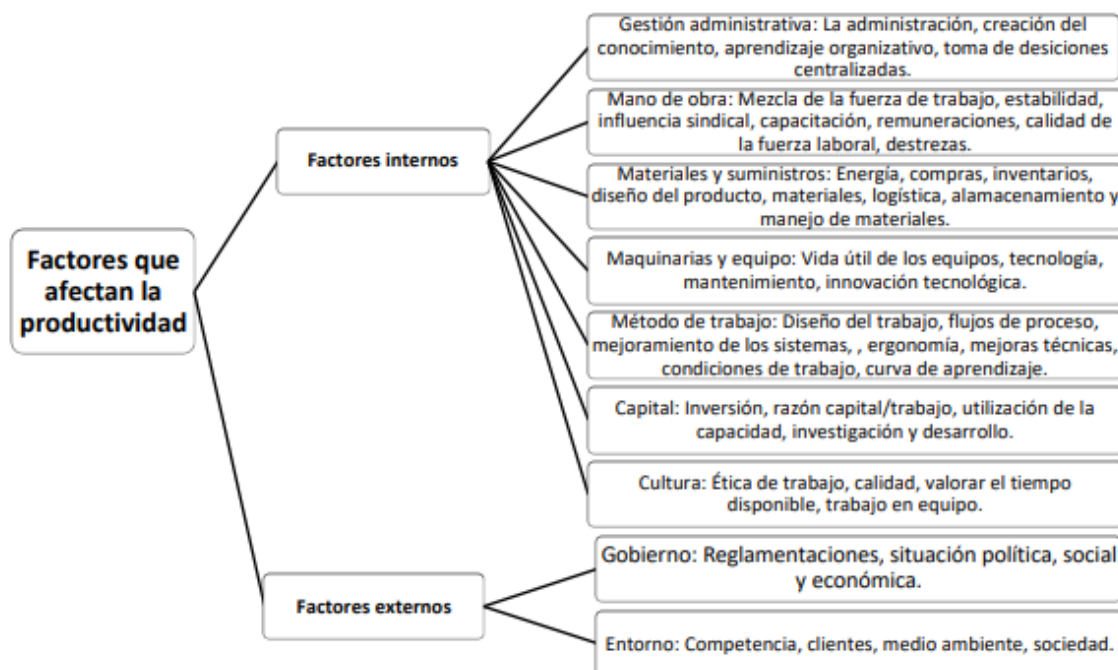 Factores que
afectan la
productividad
Factores internos
Gestión administrativa: La administración, creación del
conocimiento, aprendizaje organizativo, toma de desiciones
centralizadas.
Mano de obra: Mezcla de la fuerza de trabajo, estabilidad,
influencia sindical, capacitación, remuneraciones, calidad de
la fuerza laboral, destrezas.
Materiales y suministros: Energía, compras, inventarios,
diseño del producto, materiales, logística, alamacenamiento y
manejo de materiales.
Maquinarias y equipo: Vida útil de los equipos, tecnología,
mantenimiento, innovación tecnológica.
Método de trabajo: Diseño del trabajo, flujos de proceso,
mejoramiento de los sistemas, , ergonomía, mejoras técnicas,
condiciones de trabajo, curva de aprendizaje.
Capital: Inversión, razón capital/trabajo, utilización de la
capacidad, investigación y desarrollo.
Cultura: Ética de trabajo, calidad, valorar el tiempo
disponible, trabajo en equipo.
Factores externos
Gobierno: Reglamentaciones, situación política, social
y económica.
Entorno: Competencia, clientes, medio ambiente, sociedad.